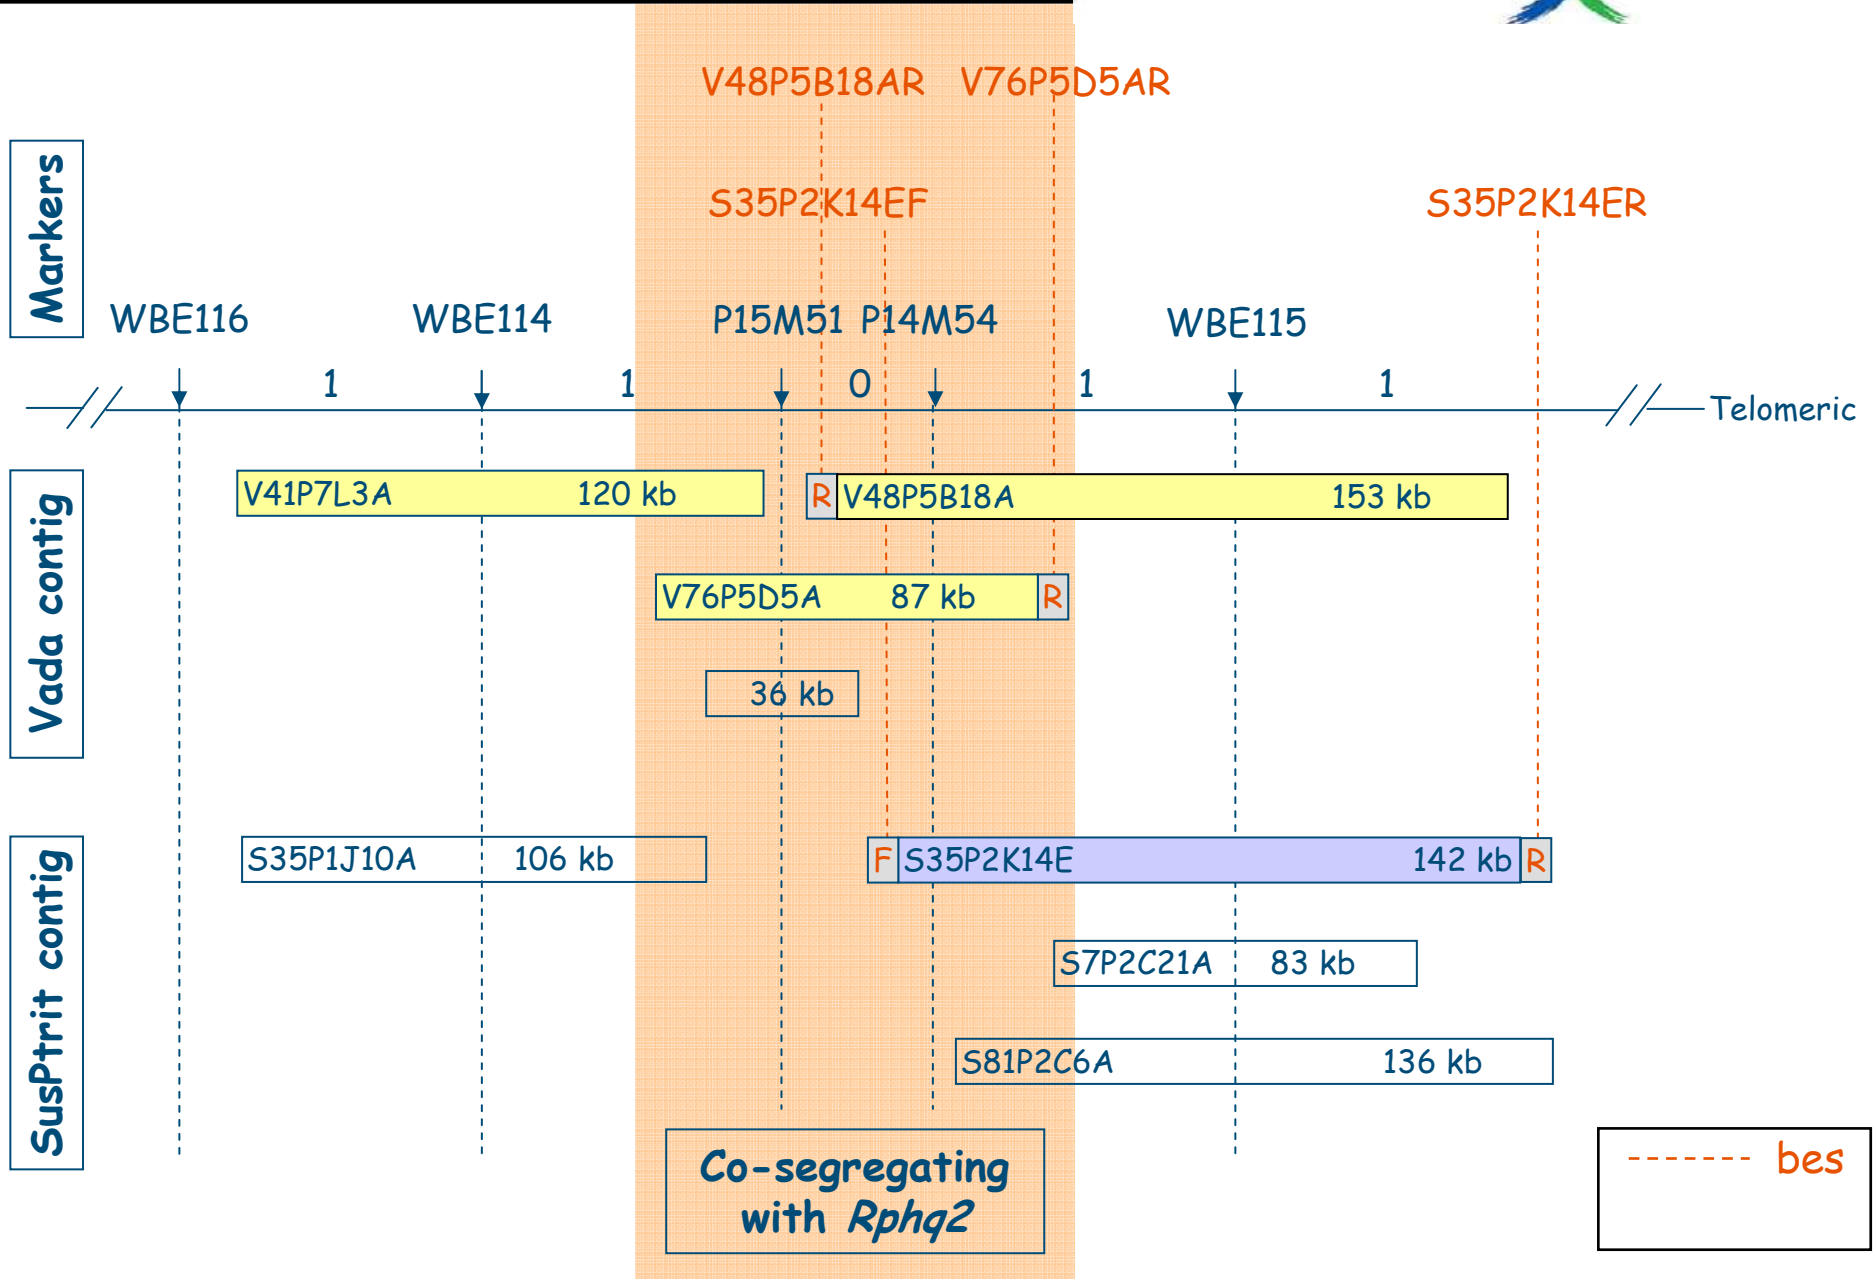 V48P5B18AR V76P5D5AR
Markers
S35P2K14EF S35P2K14ER
WBE116 WBE114 P15M51 P14M54 WBE115
1 1 0 1 1
Telomeric
Vada contig
V41P7L3A 120 kb R V48P5B18A 153 kb
V76P5D5A 87 kb R
36 kb
SusPtrit contig
S35P1J10A 106 kb F S35P2K14E 142 kb R
S7P2C21A 83 kb
S81P2C6A 136 kb
Co-segregating
with Rphq2
bes